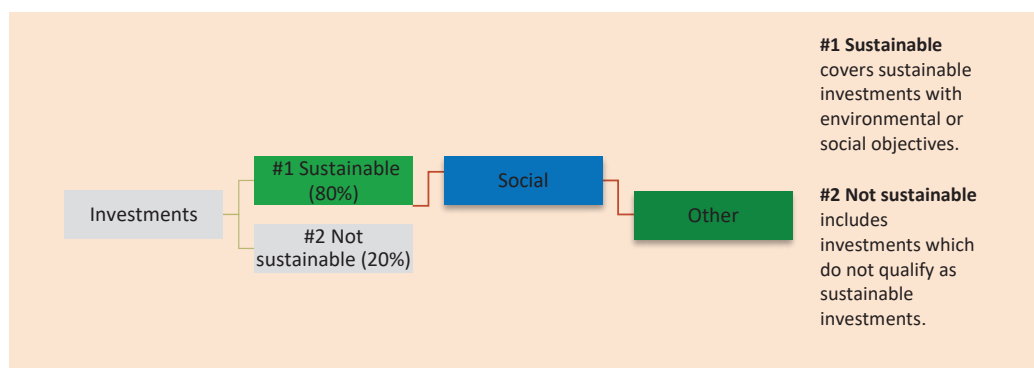 Investments
#1 Sustainable
(80%)
#2 Not
sustainable (20%)
Social
Other
#1 Sustainable
covers sustainable
investments with
environmental or
social objectives.
#2 Not sustainable
includes
investments which
do not qualify as
sustainable
investments.